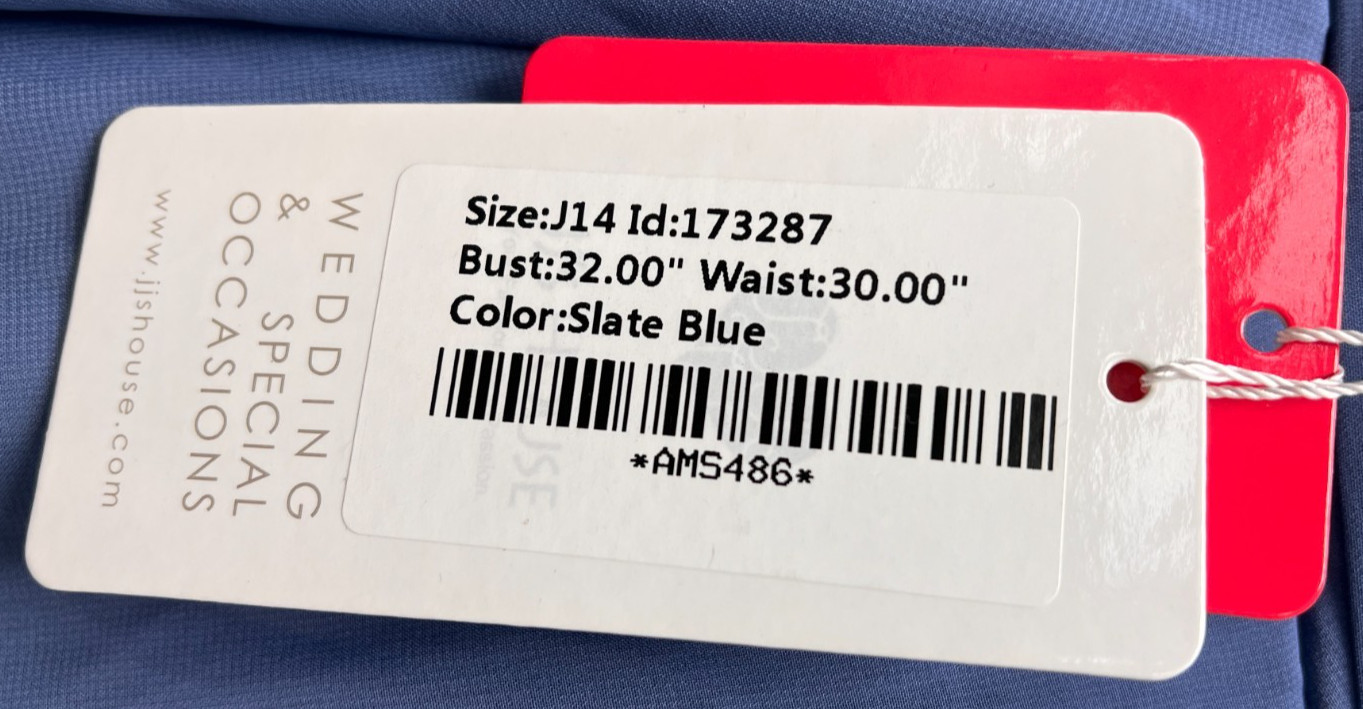 Size:J14 Id:173287
Bust:32.00" Waist:30.00"
Color:Slate Blue
*AMS486*
WEDDING
& SPECIAL
OCCASIONS
www.jjshouse.com